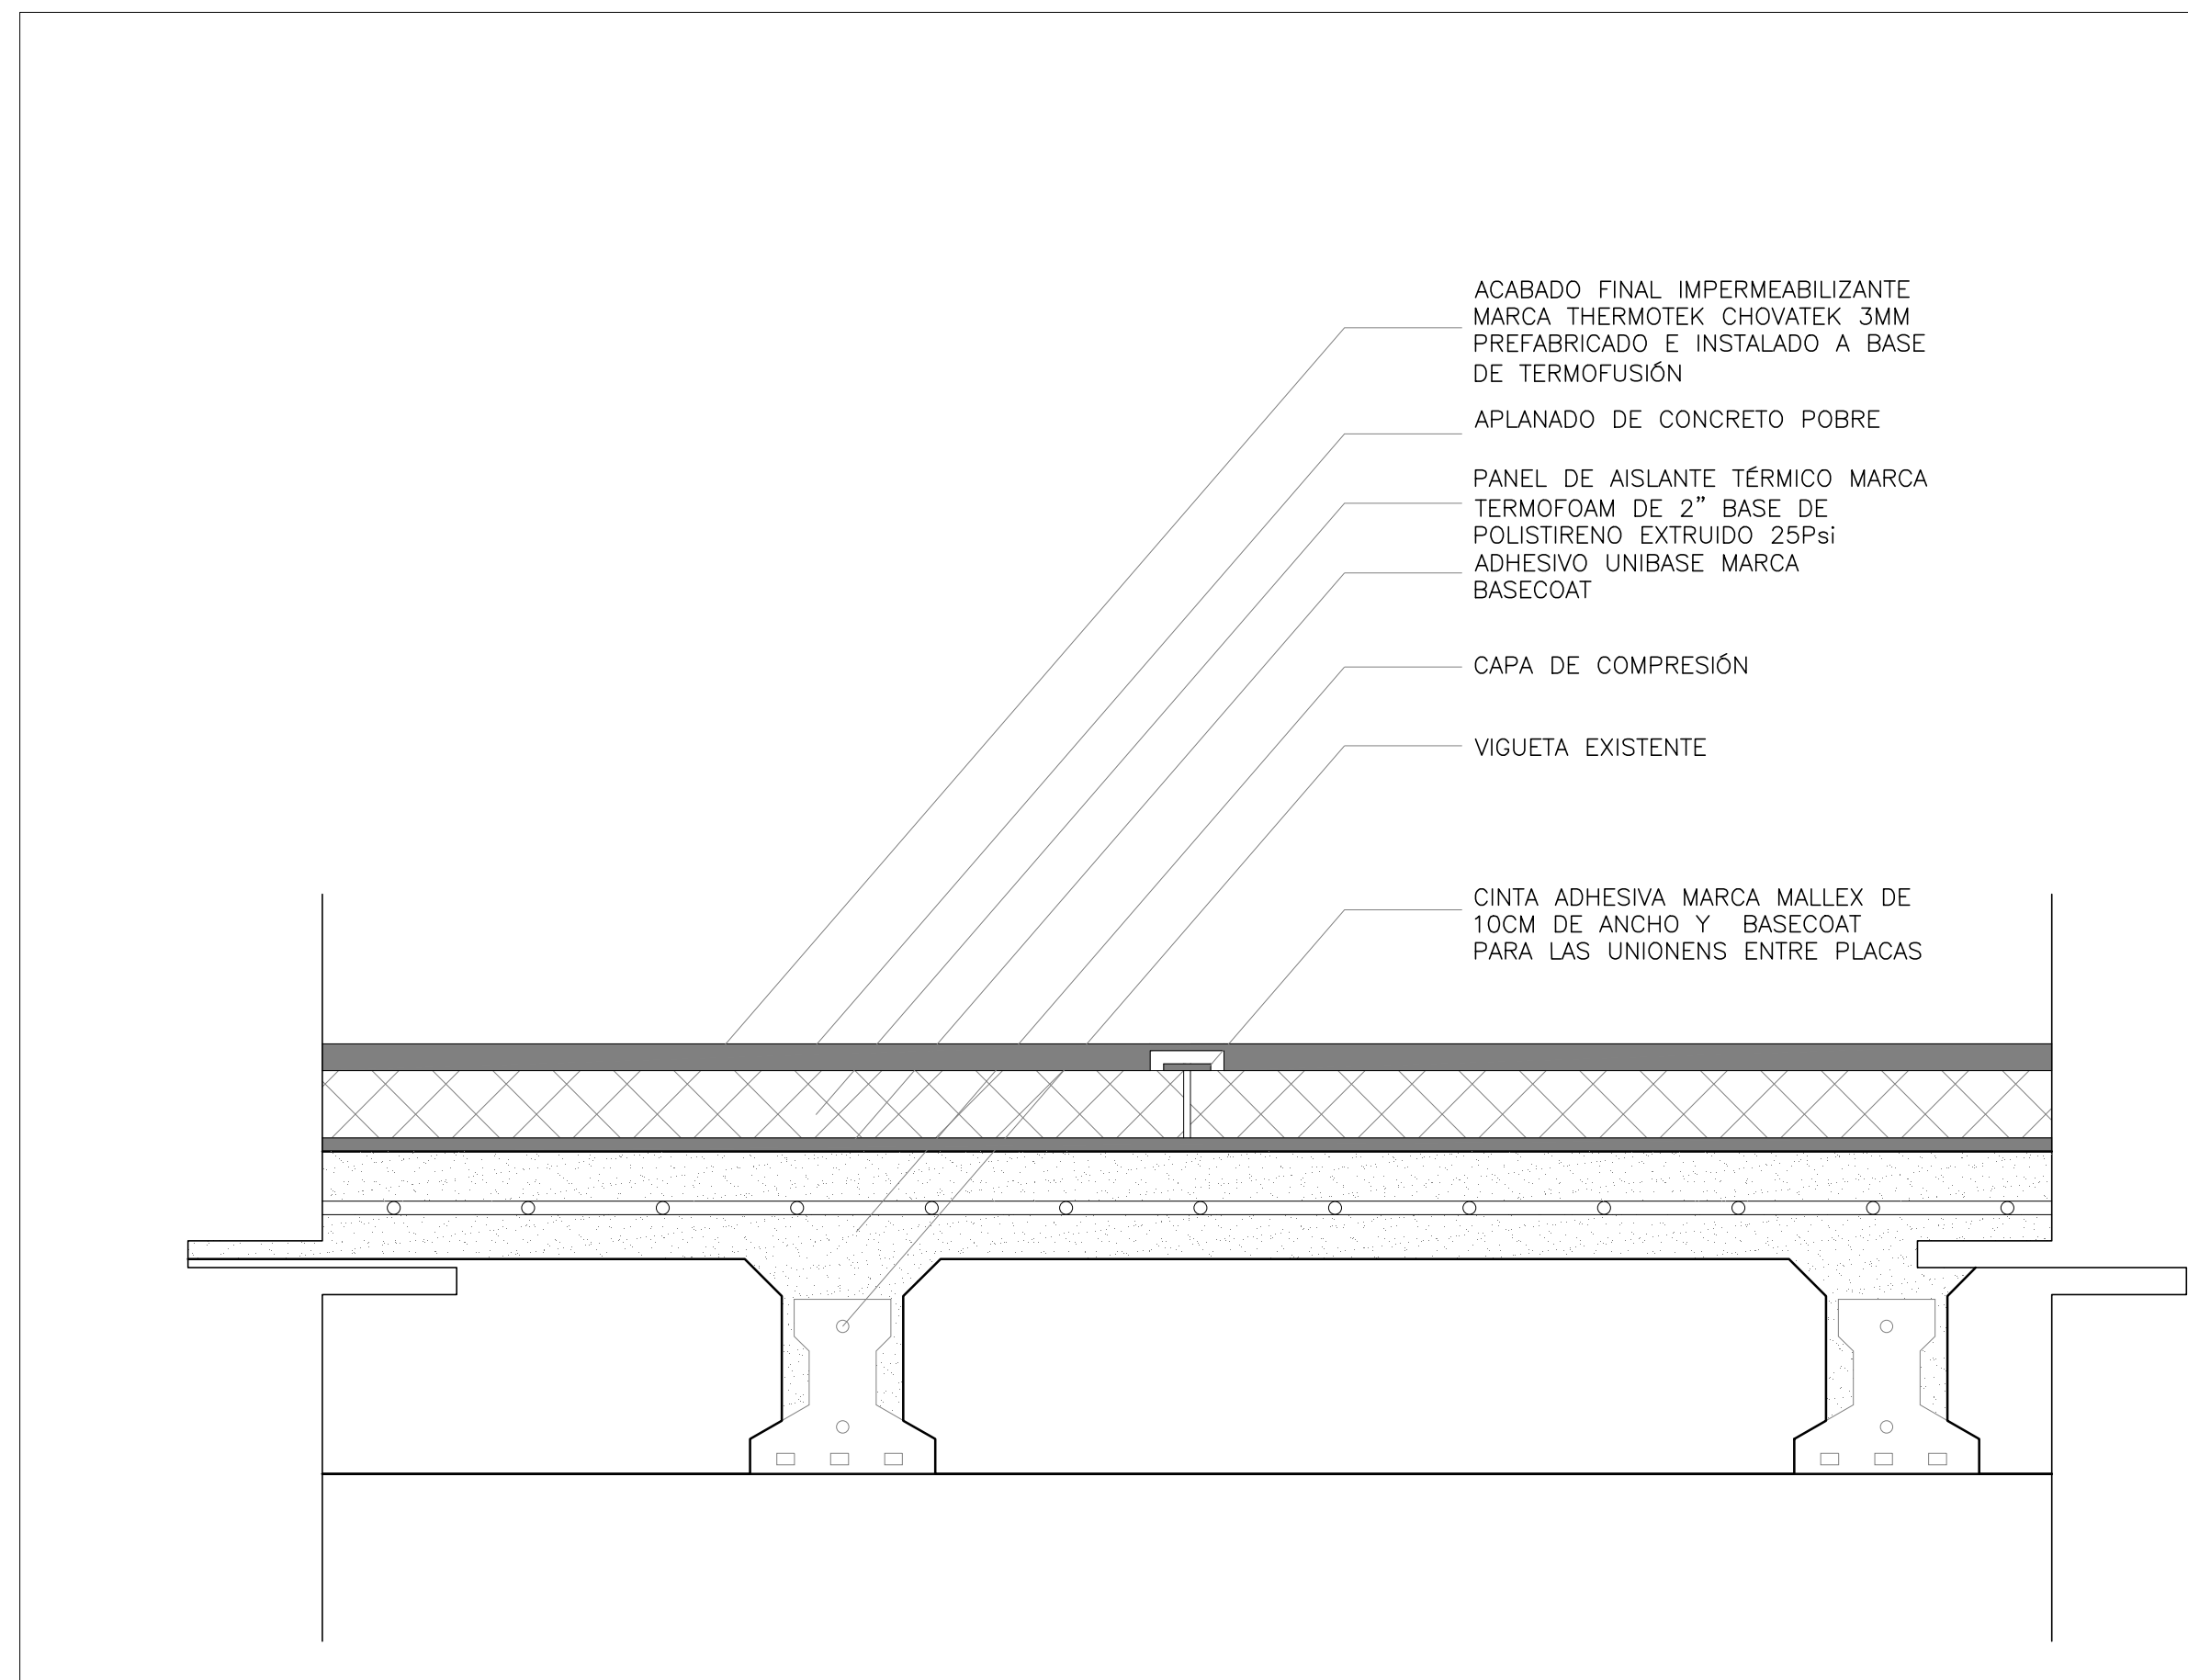 ACABADO FINAL IMPERMEABILIZANTE
MARCA THERMOTEK CHOVATEK 3MM
PREFABRICADO E INSTALADO A BASE
DE TERMOFUSIÓN
APLANADO DE CONCRETO POBRE
PANEL DE AISLANTE TÉRMICO MARCA
TERMOFOAM DE 2” BASE DE
POLISTIRENO EXTRUIDO 25Psi
ADHESIVO UNIBASE MARCA
BASECOAT
CAPA DE COMPRESIÓN
VIGUETA EXISTENTE
CINTA ADHESIVA MARCA MALLEX DE
10CM DE ANCHO Y BASECOAT
PARA LAS UNIONENS ENTRE PLACAS